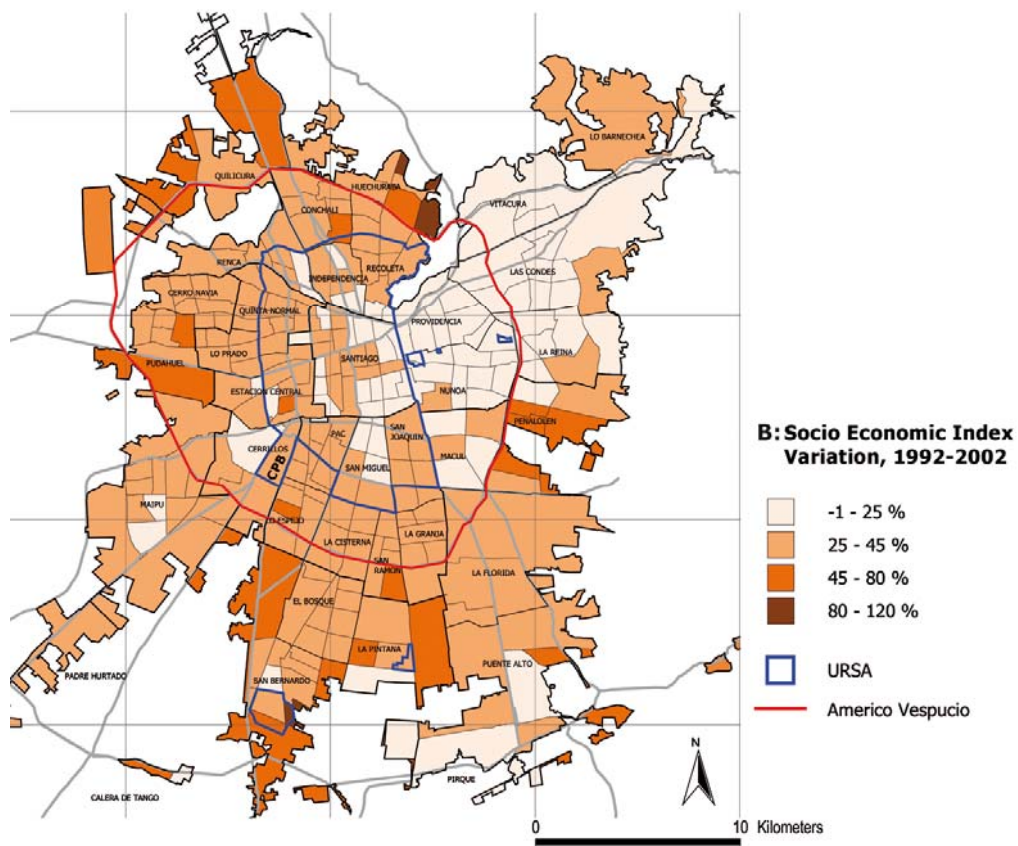 LO BARNECHEA
QUILICURA
HUECHURABA
CONCHALI
VITACURA
RENCA
INDEPENDENCIA
RECOLETA
LAS CONDES
CERRO NAVIA
QUINTA NORMAL
PROVIDENCIA
LO PRADO
SANTIAGO
LA REINA
PUDAHUEL
ESTACION CENTRAL
NUNOA
PENALOLEN
PAC
SAN
JOAQUIN
CERRILLOS
CPB
SAN MIGUEL
MACUL
MAIPU
LO ESPEJO
LA CISTERNA
LA GRANJA
SAN
RAMON
LA FLORIDA
EL BOSQUE
LA PINTANA
PUENTE ALTO
PADRE HURTADO
SAN BERNARDO
PIRQUE
CALERA DE TANGO
B: Socio Economic Index
Variation, 1992-2002
-1 - 25 %
25 - 45 %
45 - 80 %
80 - 120 %
URSA
Americo Vespucio
N
0 10 Kilometers